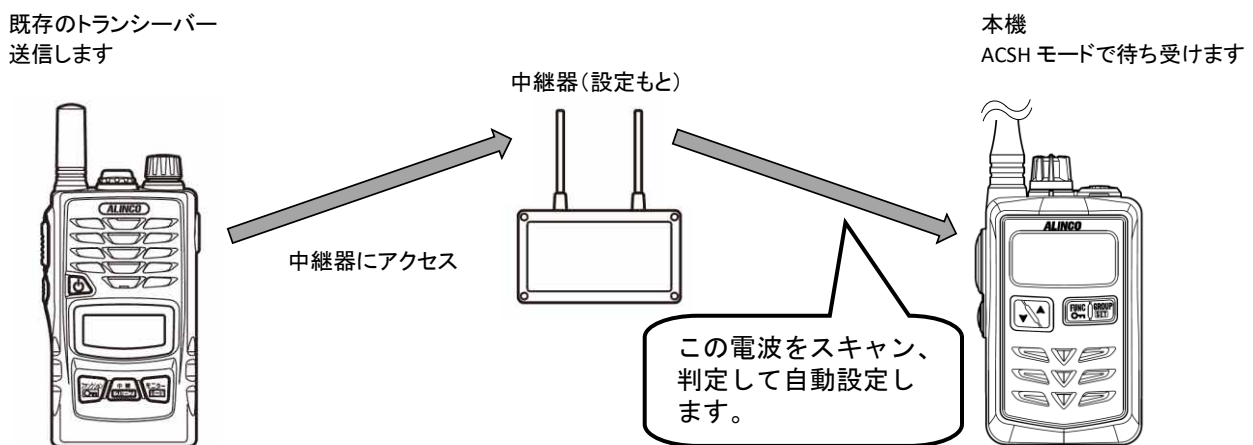 既存のトランシーバー
送信します
本機
ACSH モードで待ち受けます
中継器(設定もと)
中継器にアクセス
この電波をスキャン、
判定して自動設定し
ます。
ALINCO
ALINCO
FUNC
GROUP
SET